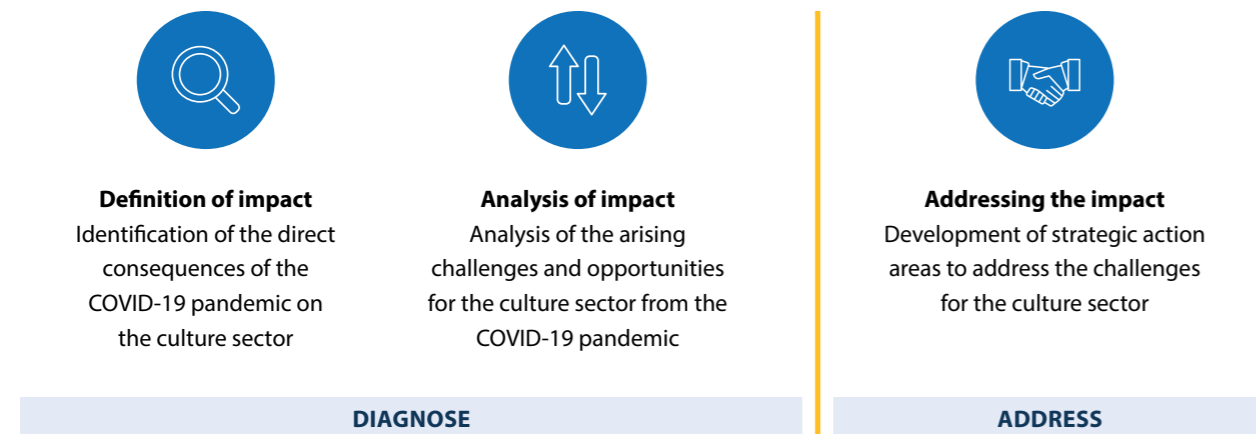 Definition of impact
Identification of the direct
consequences of the
COVID-19 pandemic on
the culture sector
Analysis of impact
Analysis of the arising
challenges and opportunities
for the culture sector from the
COVID-19 pandemic
Addressing the impact
Development of strategic action
areas to address the challenges
for the culture sector
DIAGNOSE
ADDRESS